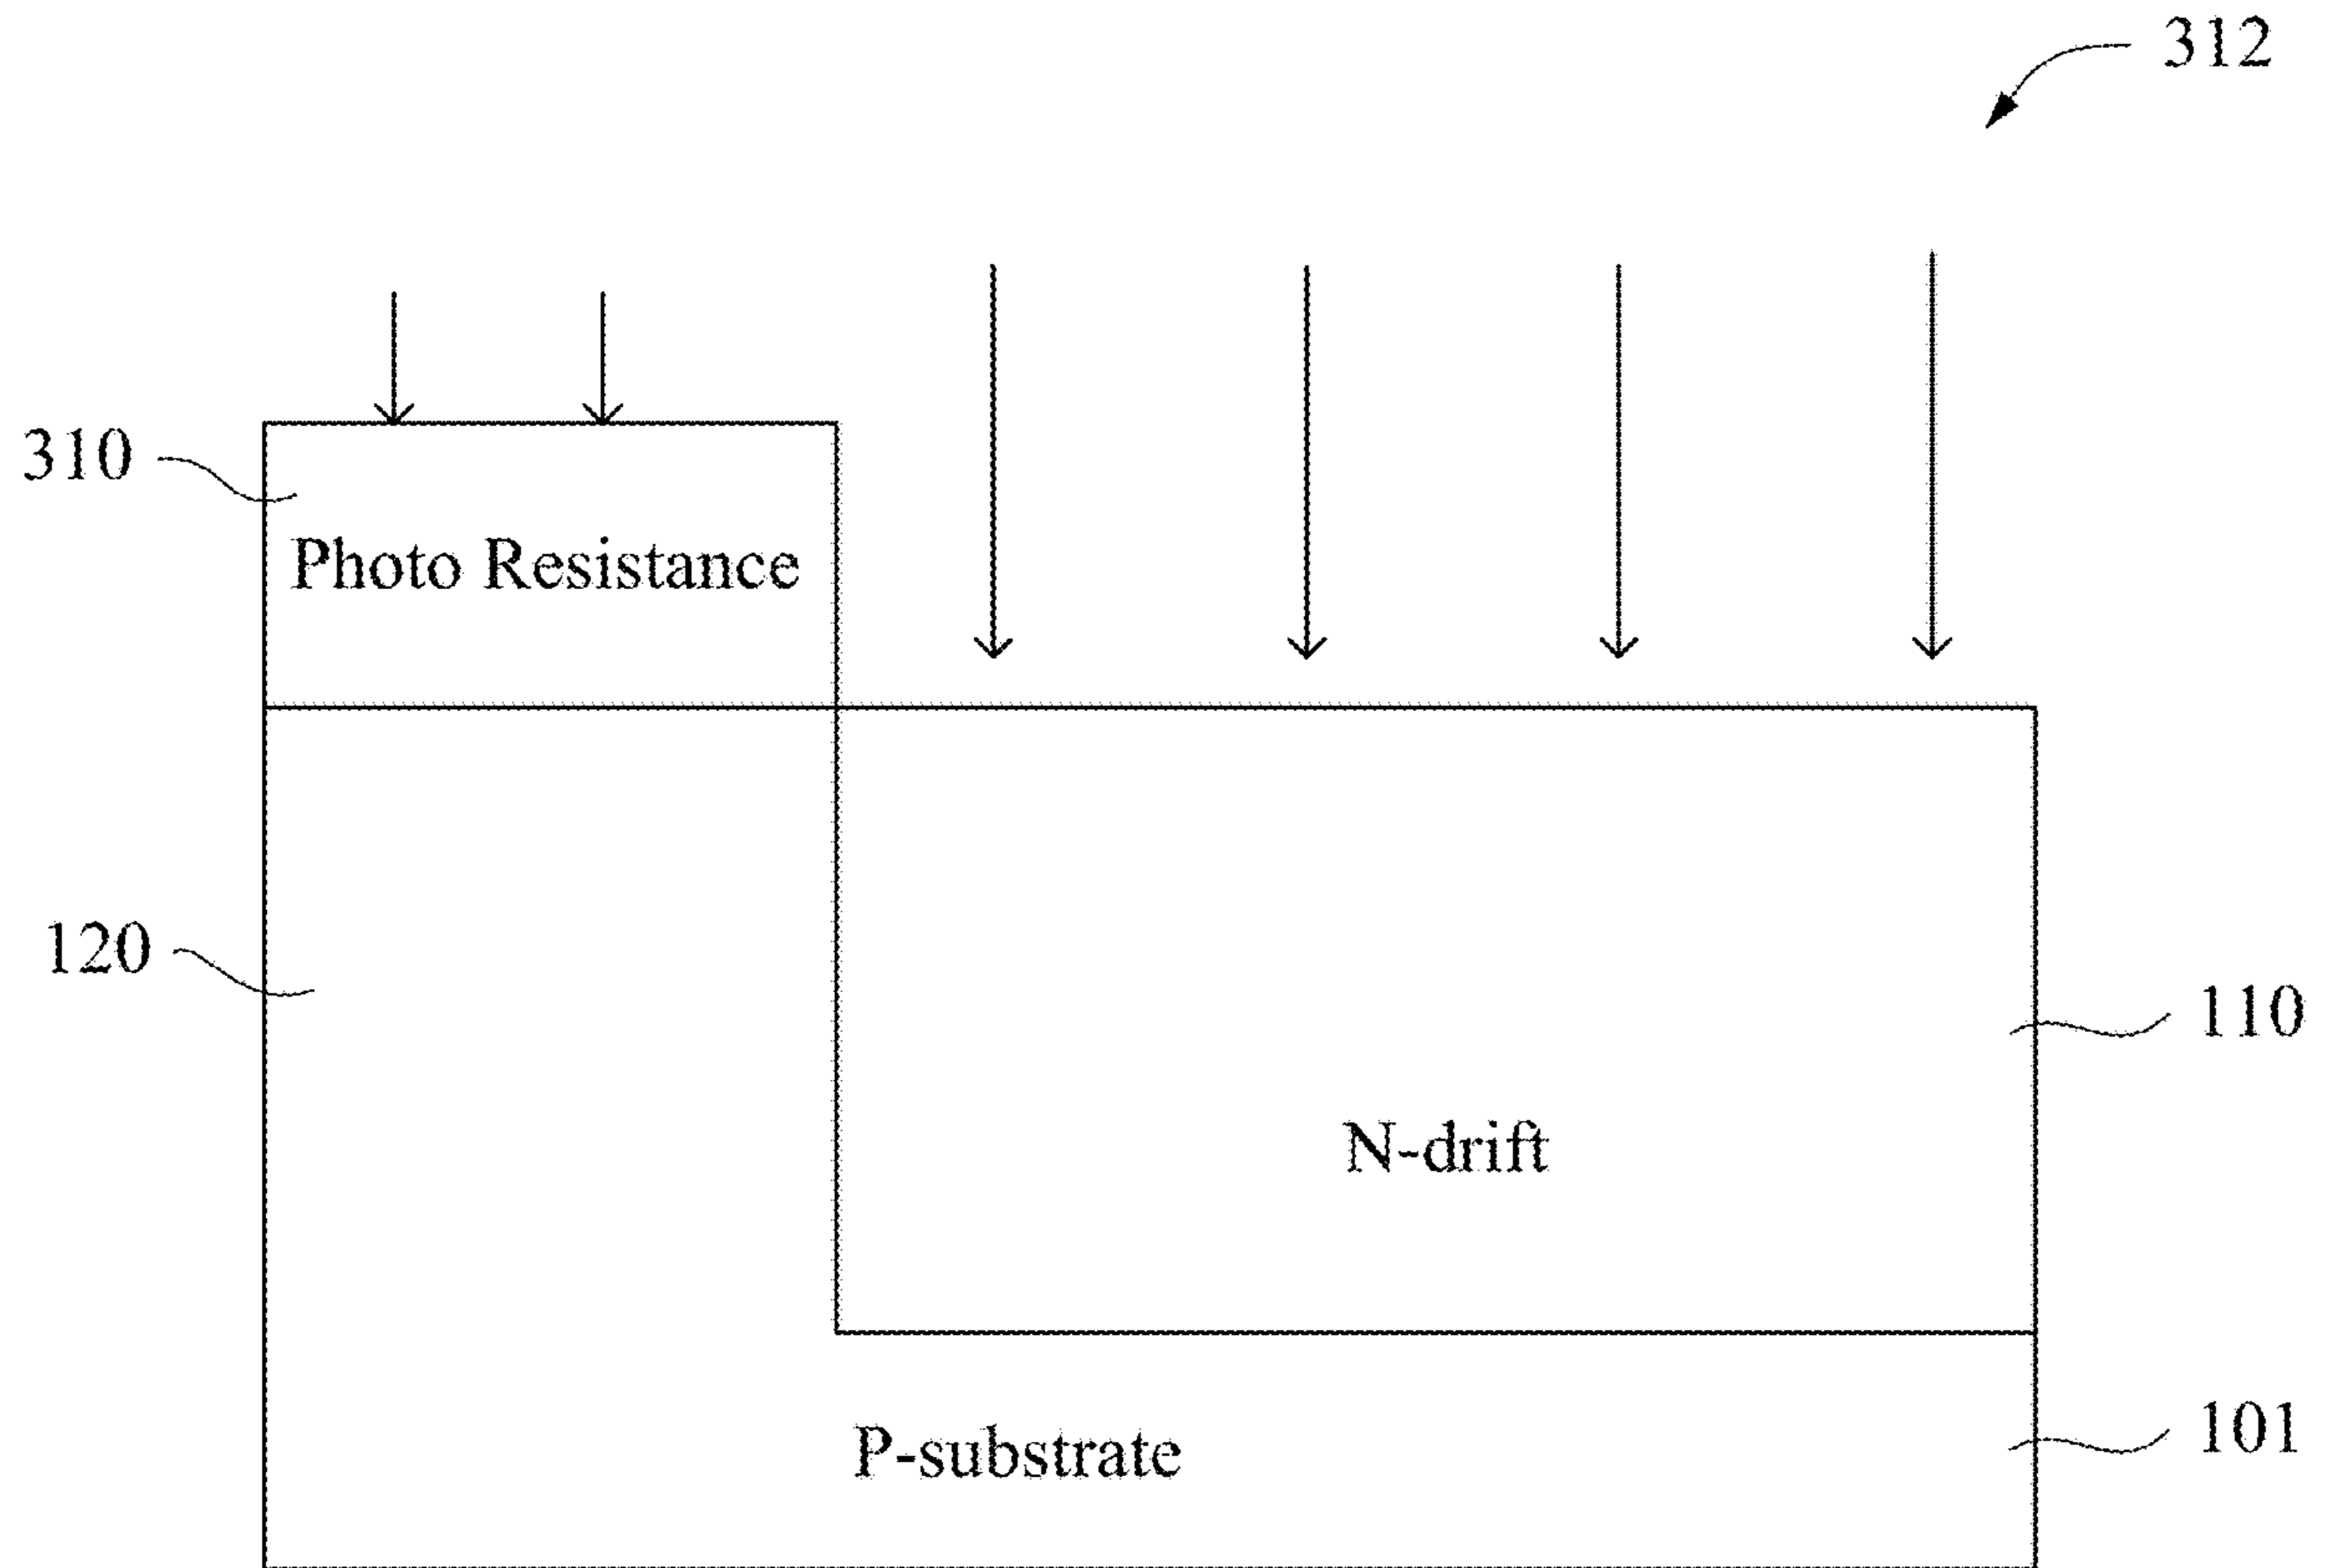 312
310
Photo Resistance
120
110
N-drift
101
P-substrate